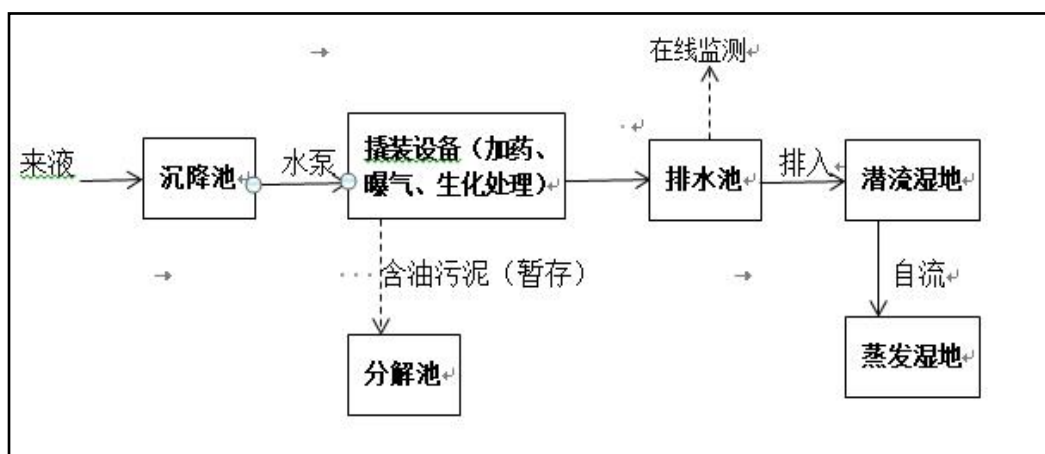 在线监测
来液
沉降池
水泵
撬装设备（加药、
曝气、生化处理）
排水池
排入
潜流湿地
含油污泥（暂存）
自流
分解池
蒸发湿地